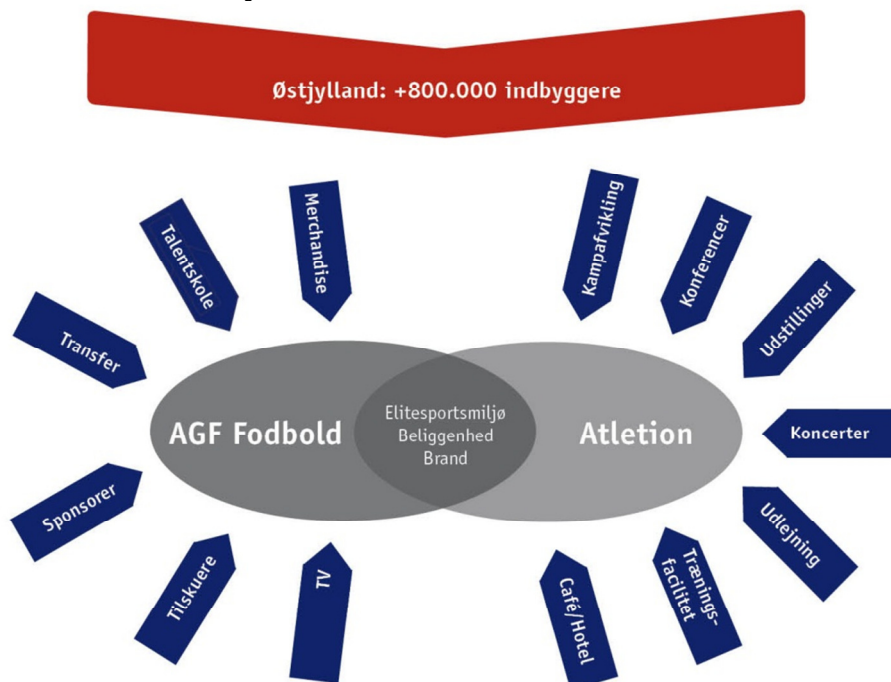 Østjylland: +800.000 indbyggere
Merchandise
Talentskole
Transfer
Sponsorer
Tilskuere
TV
AGF Fodbold
Elitesportsmiljø
Beliggenhed
Brand
Atletion
Kampafvikling
Konferencer
Udstillinger
Koncerter
Udlejning
Trænings-
facilitet
Café/Hotel